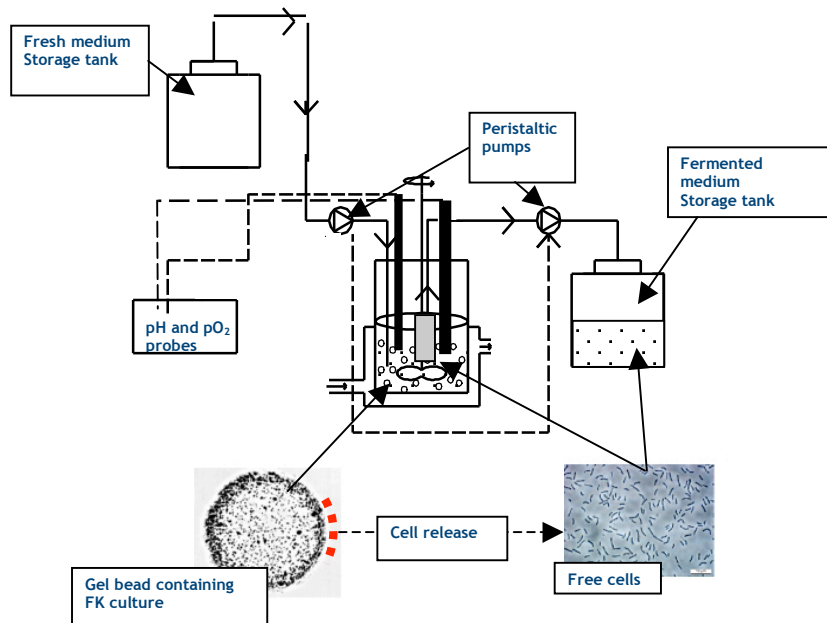 Fresh medium
Storage tank
Peristaltic
pumps
Fermented
medium
Storage tank
pH and pO₂
probes
Cell release
Gel bead containing
FK culture
Free cells